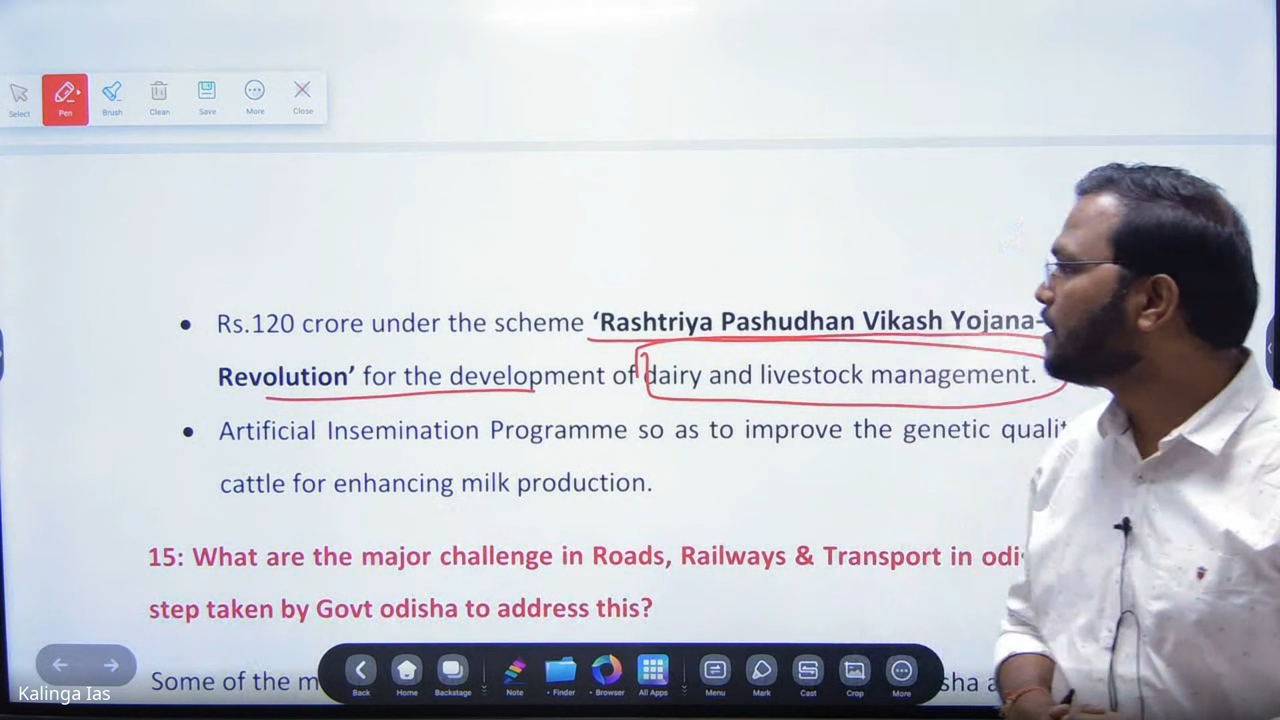 Select Pen Brush Clean Save More Close
• Rs.120 crore under the scheme ‘Rashtriya Pashudhan Vikash Yojana-
Revolution’ for the development of dairy and livestock management.
• Artificial Insemination Programme so as to improve the genetic
cattle for enhancing milk production.
15: What are the major challenge in Roads, Railways & Transport in
step taken by Govt odisha to address this?
Some of the
Back Home Backstage Note • Finder • Browser All Apps Menu Mark Cast Crop More
Kalinga Ias